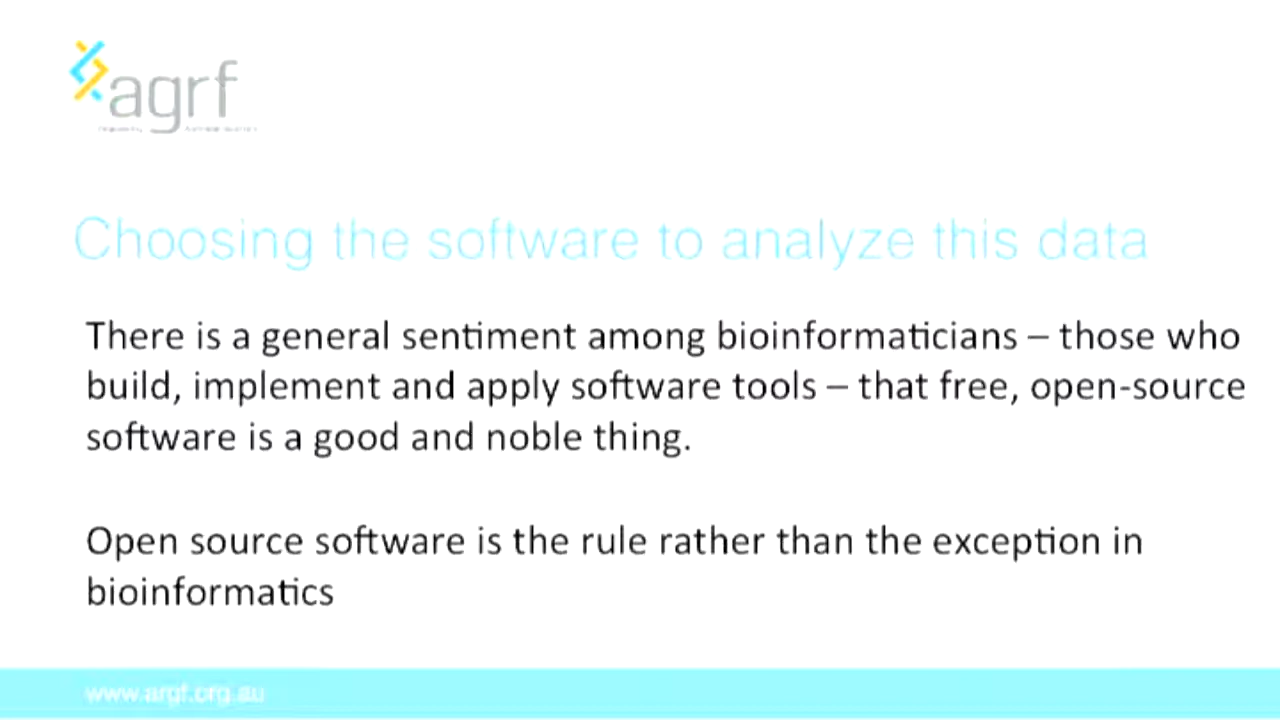 agrf
Choosing the software to analyze this data
There is a general sentiment among bioinformaticians – those who
build, implement and apply software tools – that free, open-source
software is a good and noble thing.
Open source software is the rule rather than the exception in
bioinformatics
www.argf.org.au